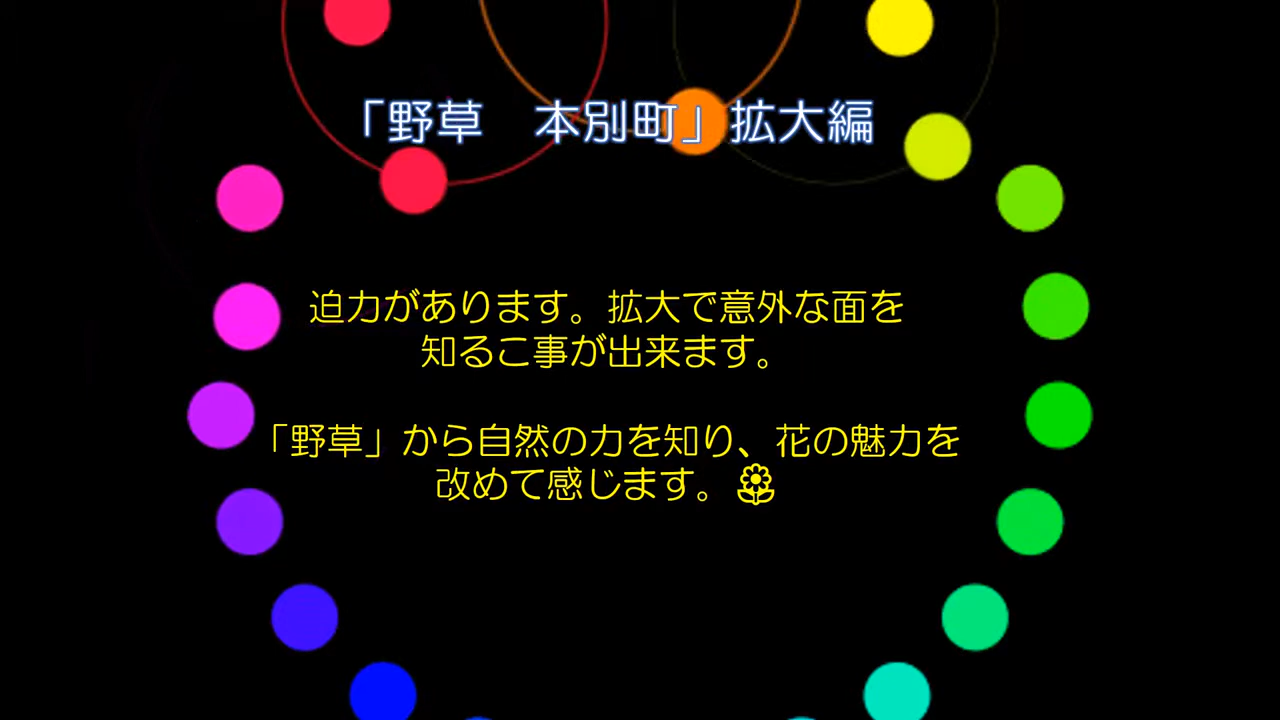 「野草　本別町」拡大編
迫力があります。拡大で意外な面を
知るこ事が出来ます。
「野草」から自然の力を知り、花の魅力を
改めて感じます。